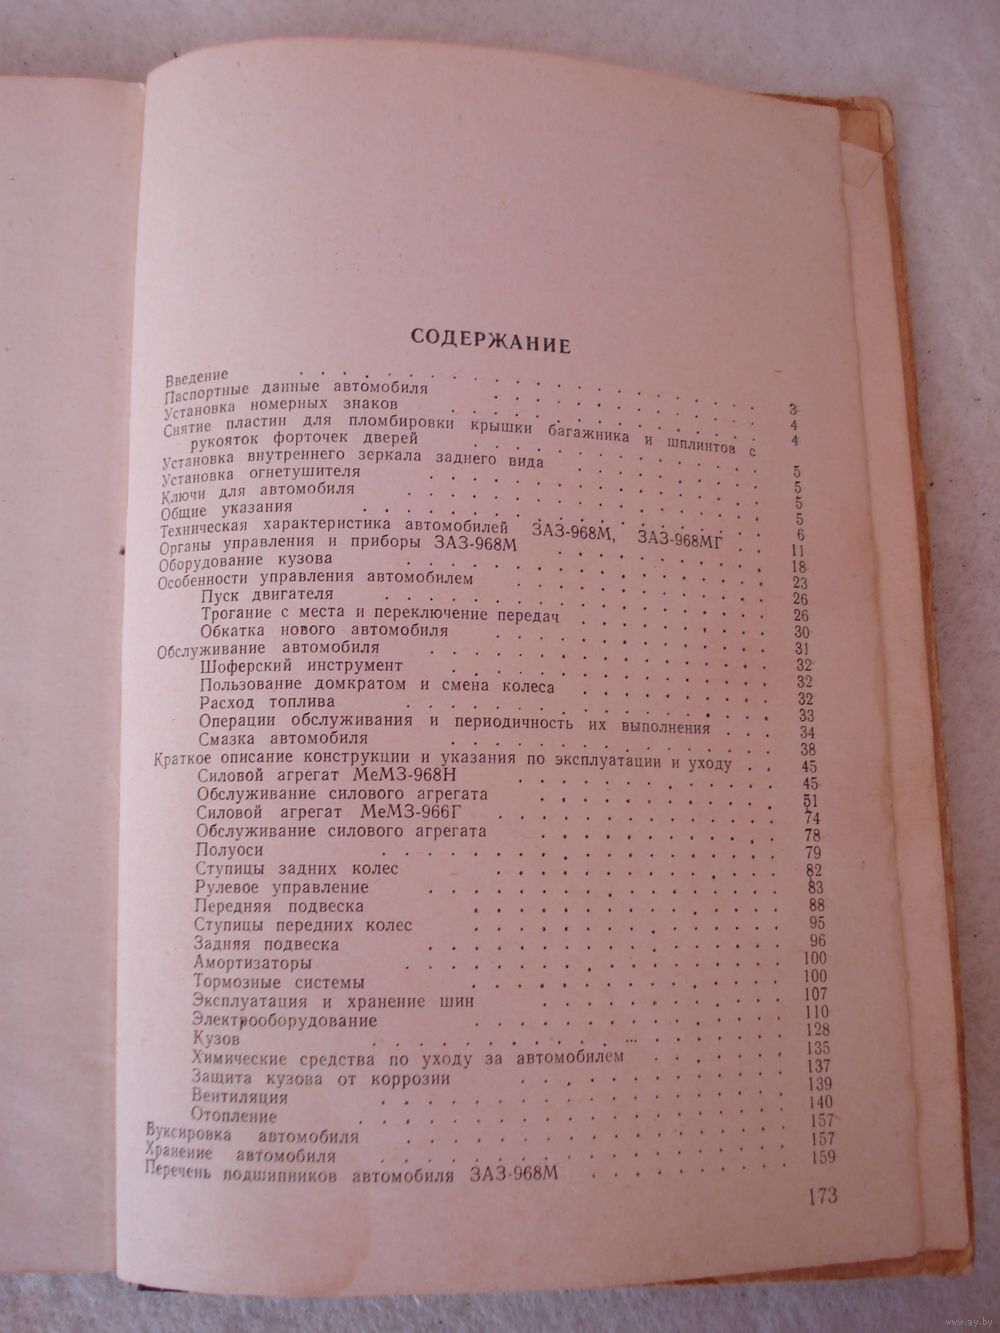 СОДЕРЖАНИЕ
Введение . . . . . . . . . . 3
Паспортные данные автомобиля . . . . . . . . . . 4
Установка номерных знаков . . . . . . . . . . 4
Снятие пластин для пломбировки крышки багажника и шплинтов с
рукояток форточек дверей . . . . . . . . . . 5
Установка внутреннего зеркала заднего вида . . . . . . . . 5
Установка огнетушителя . . . . . . . . . . 5
Ключи для автомобиля . . . . . . . . . . 5
Общие указания . . . . . . . . . . 6
Техническая характеристика автомобилей ЗАЗ-968М, ЗАЗ-968МГ . . 11
Органы управления и приборы ЗАЗ-968М . . . . . . . . 18
Оборудование кузова . . . . . . . . . . 23
Особенности управления автомобилем . . . . . . . . . . 26
Пуск двигателя . . . . . . . . . . 26
Трогание с места и переключение передач . . . . . . . . 30
Обкатка нового автомобиля . . . . . . . . . . 31
Обслуживание автомобиля . . . . . . . . . . 32
Шоферский инструмент . . . . . . . . . . 32
Пользование домкратом и смена колеса . . . . . . . . 32
Расход топлива . . . . . . . . . . 33
Операции обслуживания и периодичность их выполнения . . . 34
Смазка автомобиля . . . . . . . . . . 38
Краткое описание конструкции и указания по эксплуатации и уходу . . 45
Силовой агрегат МеМЗ-968Н . . . . . . . . . . 45
Обслуживание силового агрегата . . . . . . . . . . 51
Силовой агрегат МеМЗ-966Г . . . . . . . . . . 74
Обслуживание силового агрегата . . . . . . . . . . 78
Полуоси . . . . . . . . . . 79
Ступицы задних колес . . . . . . . . . . 82
Рулевое управление . . . . . . . . . . 83
Передняя подвеска . . . . . . . . . . 88
Ступицы передних колес . . . . . . . . . . 95
Задняя подвеска . . . . . . . . . . 96
Амортизаторы . . . . . . . . . . 100
Тормозные системы . . . . . . . . . . 100
Эксплуатация и хранение шин . . . . . . . . . . 107
Электрооборудование . . . . . . . . . . 110
Кузов . . . . . . . . . . 128
Химические средства по уходу за автомобилем . . . . . . 135
Защита кузова от коррозии . . . . . . . . . . 137
Вентиляция . . . . . . . . . . 139
Отопление . . . . . . . . . . 140
Буксировка автомобиля . . . . . . . . . . 157
Хранение автомобиля . . . . . . . . . . 157
Перечень подшипников автомобиля ЗАЗ-968М . . . . . . . . 159
173
www.ay.by